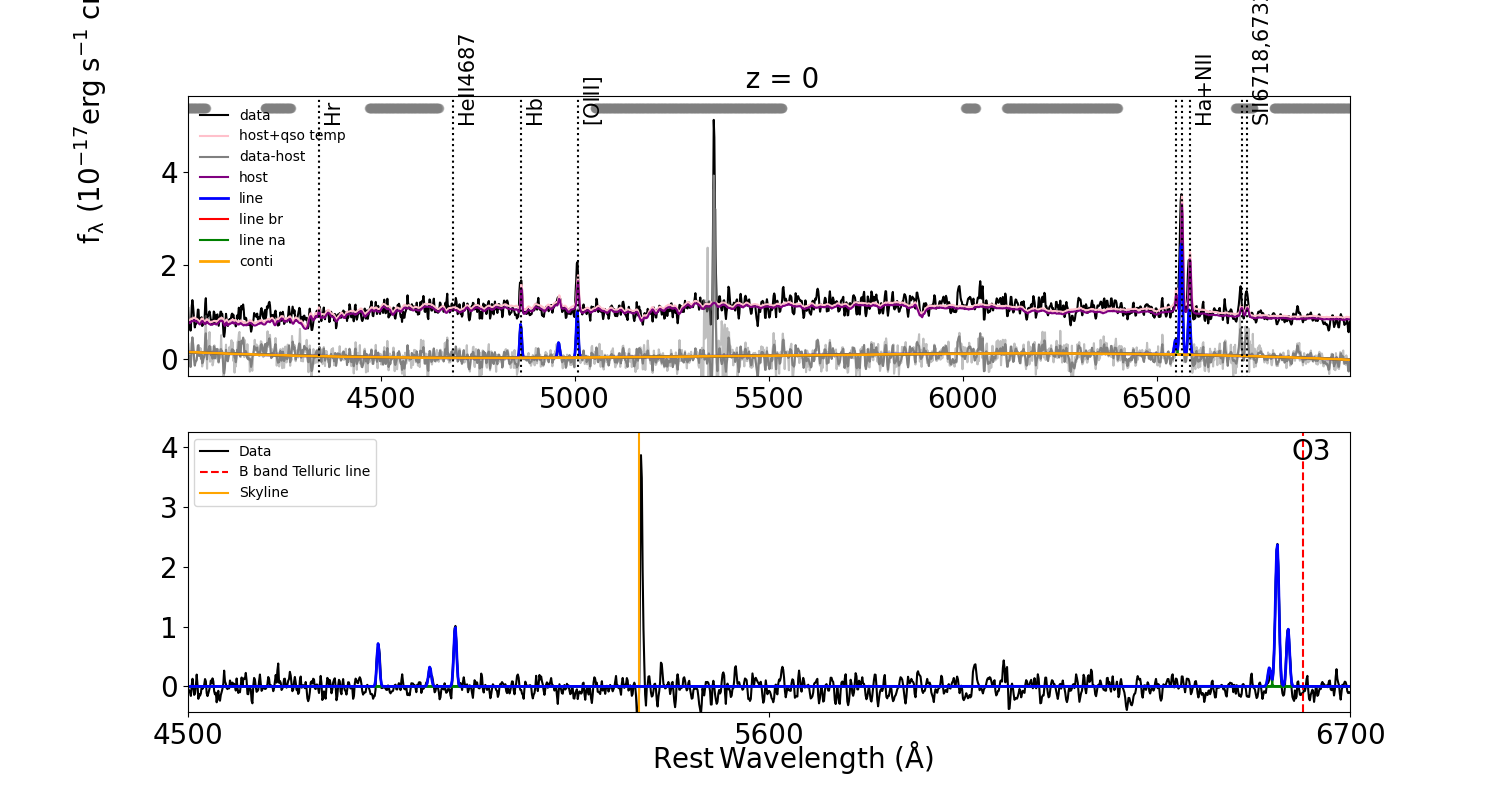 f_λ (10^−17 erg s^−1
z = 0
Hr
HeII4687
Hb
[OIII]
Ha+NII
data
host+qso temp
data-host
host
line
line br
line na
conti
4
2
0
4500
5000
5500
6000
6500
Data
B band Telluric line
Skyline
O3
4
3
2
1
0
4500
5600
6700
Rest Wavelength (Å)